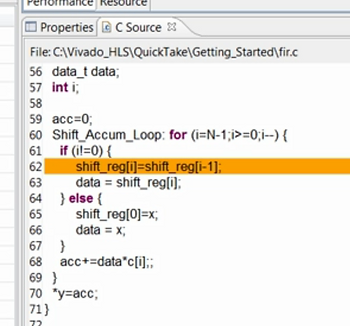 Performance Resource
Properties C Source
File: C:\Vivado_HLS\QuickTake\Getting_Started\fir.c
56 data_t data;
57 int i;
58
59 acc=0;
60 Shift_Accum_Loop: for (i=N-1;i>=0;i--) {
61 if (i!=0) {
62 shift_reg[i]=shift_reg[i-1];
63 data = shift_reg[i];
64 } else {
65 shift_reg[0]=x;
66 data = x;
67 }
68 acc+=data*c[i];;
69 }
70 *y=acc;
71 }
72